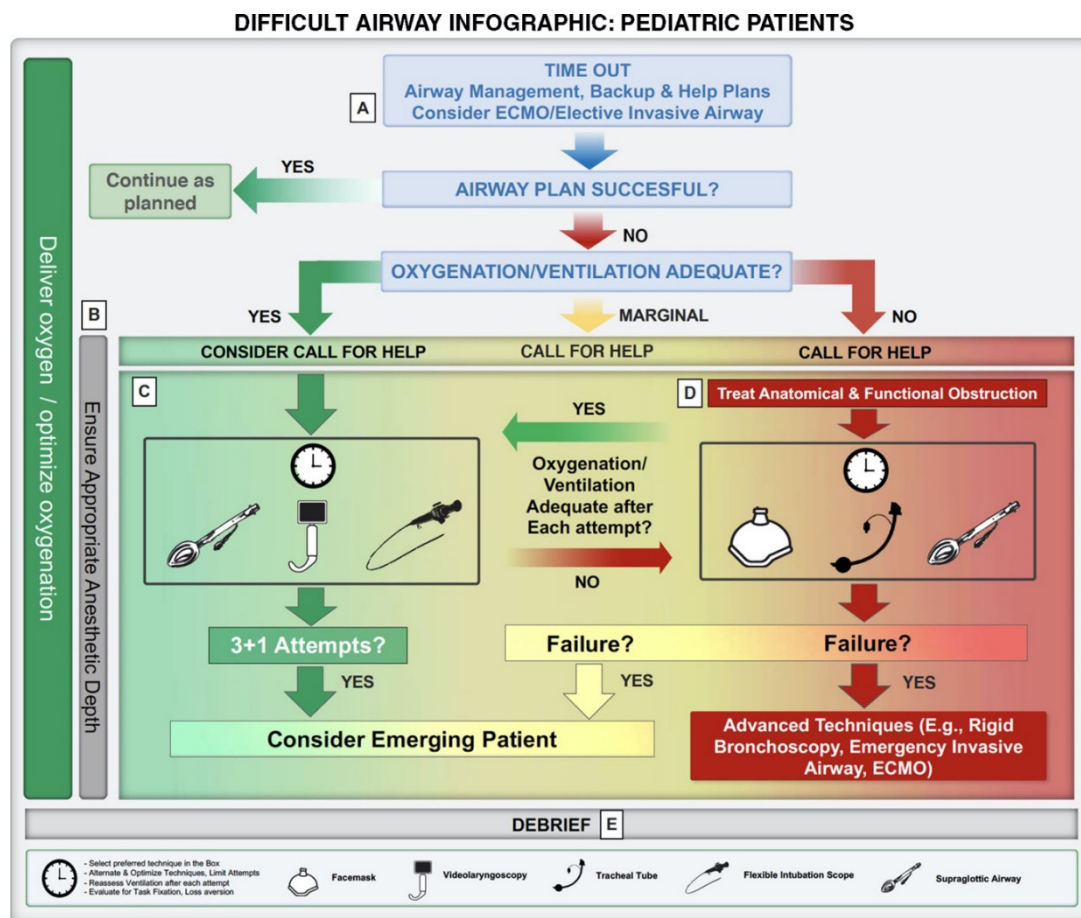 DIFFICULT AIRWAY INFOGRAPHIC: PEDIATRIC PATIENTS
TIME OUT
Airway Management, Backup & Help Plans
Consider ECMO/Elective Invasive Airway
A
YES
Continue as
planned
AIRWAY PLAN SUCCESFUL?
NO
OXYGENATION/VENTILATION ADEQUATE?
Deliver oxygen / optimize oxygenation
B
Ensure Appropriate Anesthetic Depth
YES
MARGINAL
NO
CONSIDER CALL FOR HELP
CALL FOR HELP
CALL FOR HELP
C
D
Treat Anatomical & Functional Obstruction
YES
Oxygenation/
Ventilation
Adequate after
Each attempt?
NO
3+1 Attempts?
Failure?
Failure?
YES
YES
YES
Consider Emerging Patient
Advanced Techniques (E.g., Rigid
Bronchoscopy, Emergency Invasive
Airway, ECMO)
DEBRIEF
E
- Select preferred technique in the Box
- Alternate & Optimize Techniques, Limit Attempts
- Reassess Ventilation after each attempt
- Evaluate for Task Fixation, Loss aversion
Facemask
Videolaryngoscopy
Tracheal Tube
Flexible Intubation Scope
Supraglottic Airway